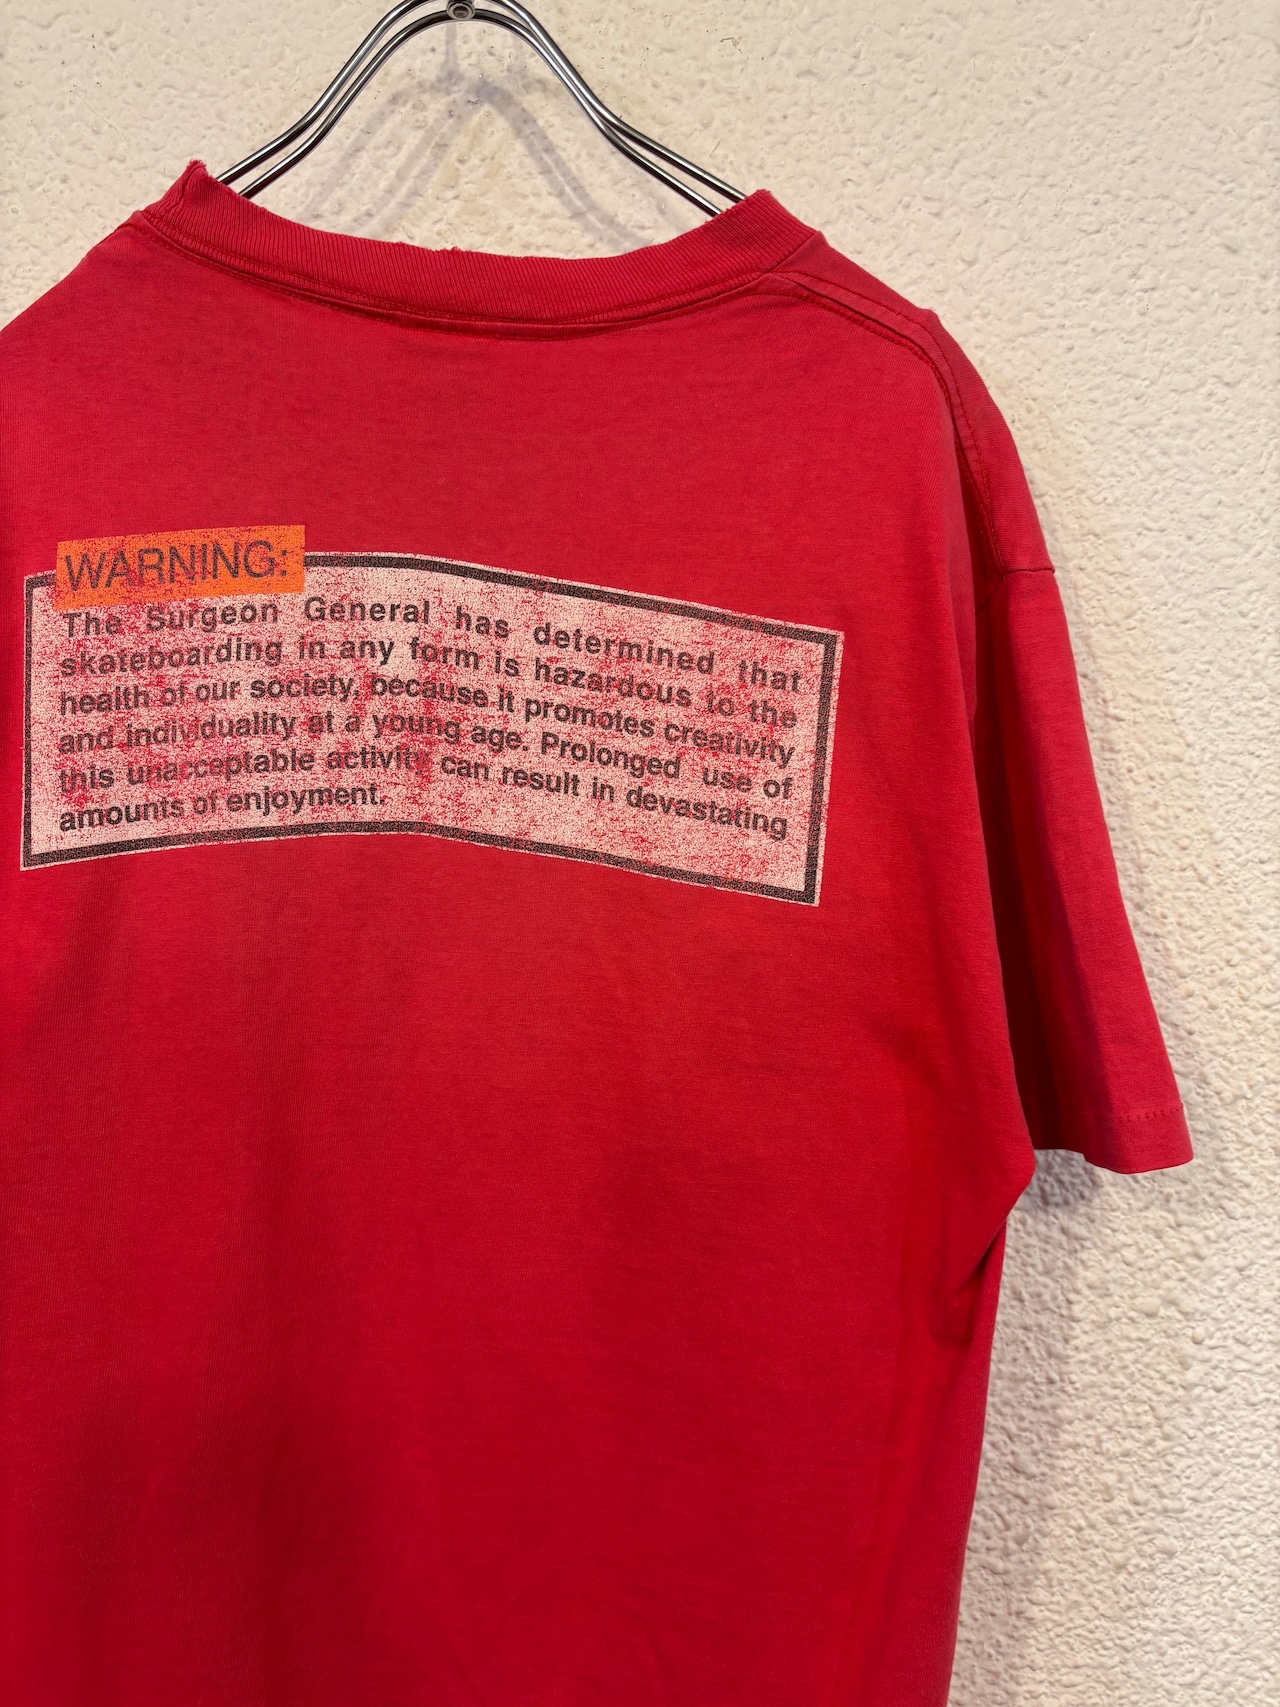 WARNING:
The Surgeon General has determined that
skateboarding in any form is hazardous to the
health of our society, because it promotes creativity
and individuality at a young age. Prolonged use of
this unacceptable activity can result in devastating
amounts of enjoyment.